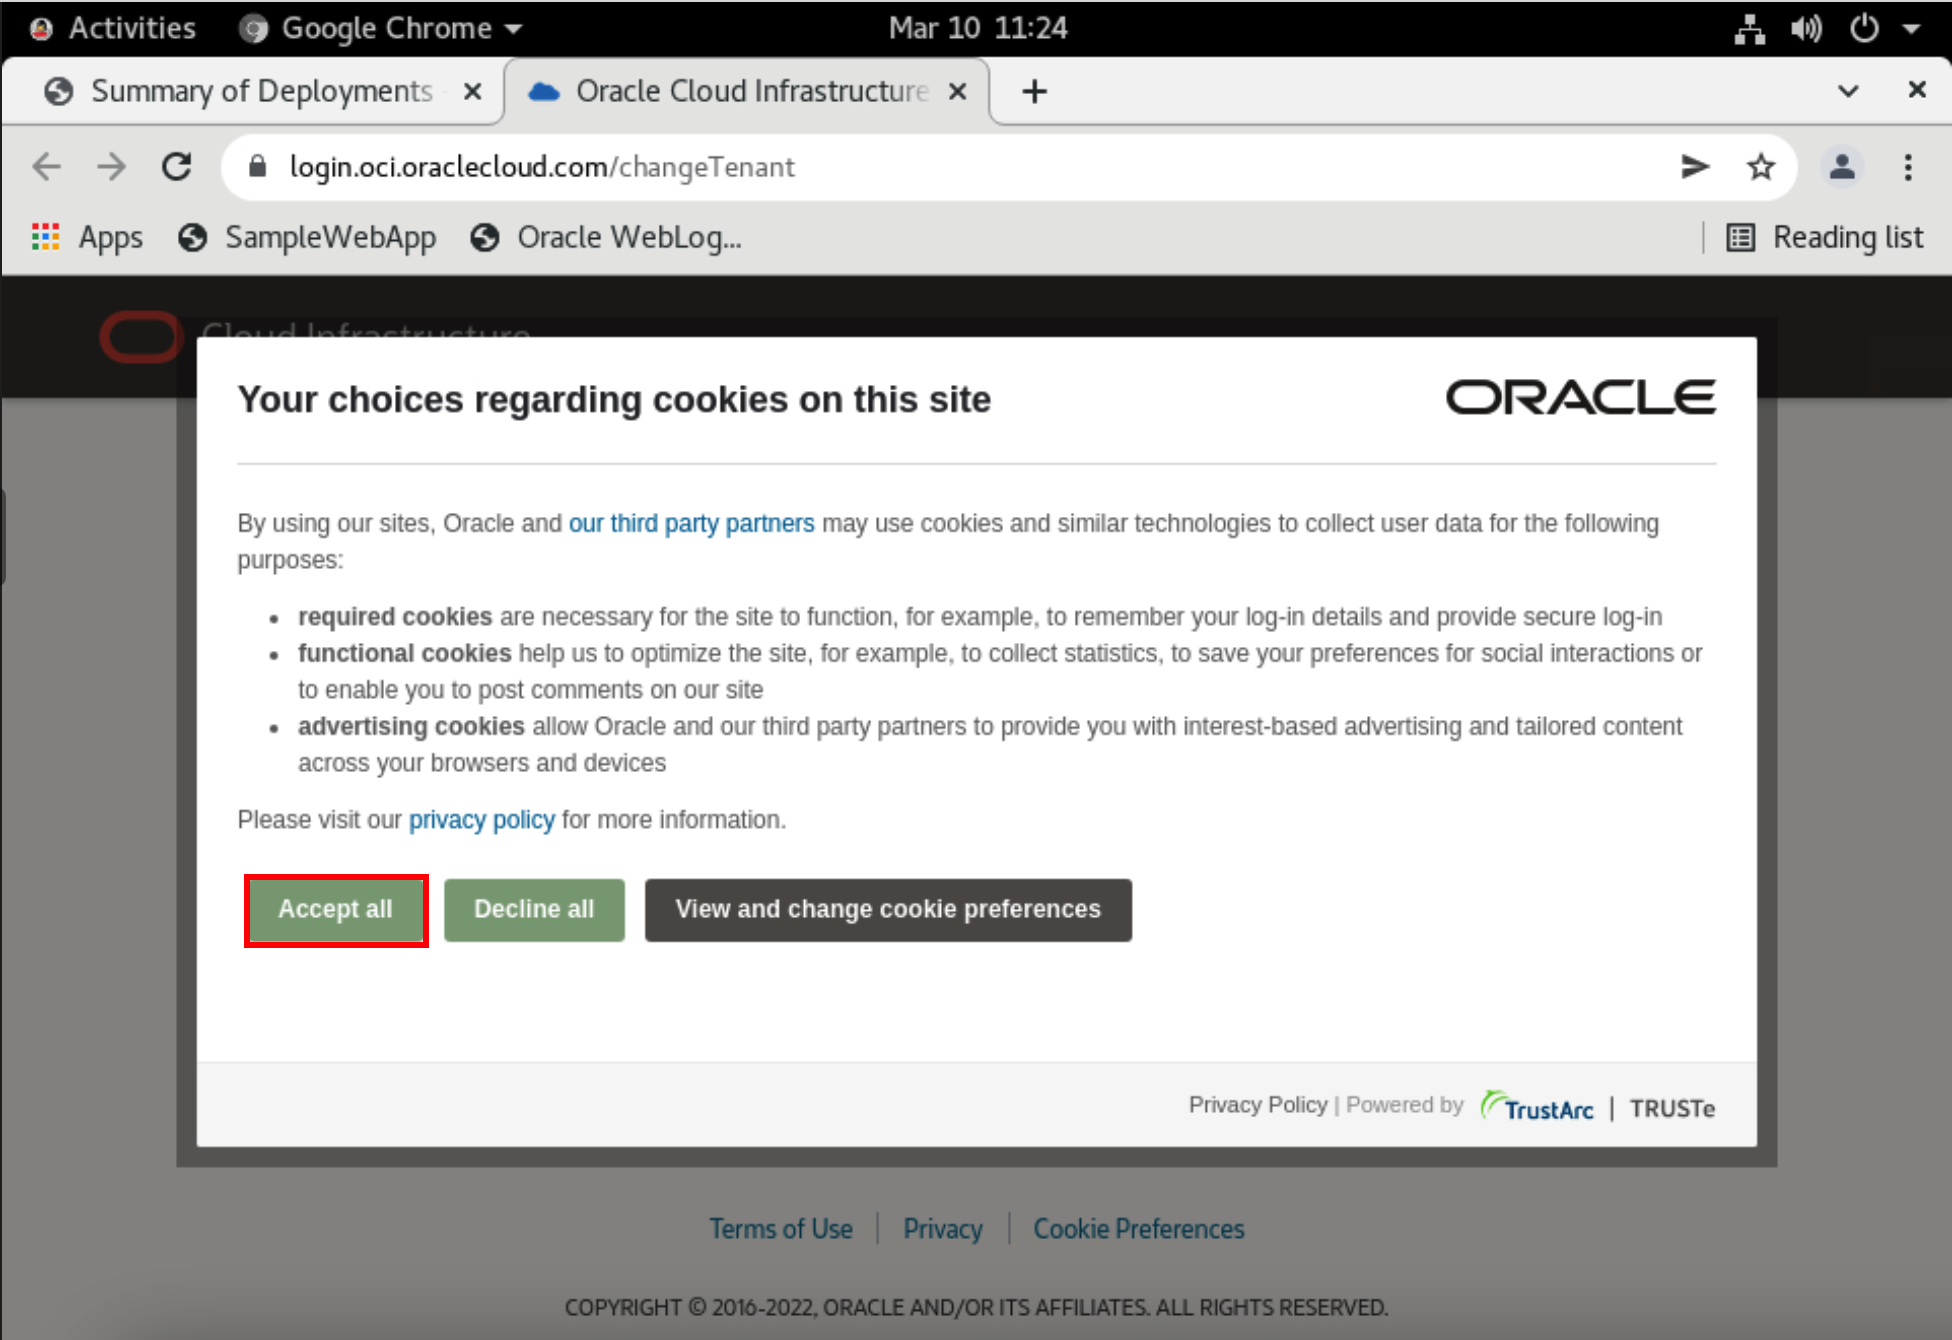 Activities Google Chrome Mar 10 11:24
Summary of Deployments Oracle Cloud Infrastructure
login.oci.oraclecloud.com/changeTenant
Apps SampleWebApp Oracle WebLog... Reading list
Cloud Infrastructure
Your choices regarding cookies on this site ORACLE
By using our sites, Oracle and our third party partners may use cookies and similar technologies to collect user data for the following
purposes:
• required cookies are necessary for the site to function, for example, to remember your log-in details and provide secure log-in
• functional cookies help us to optimize the site, for example, to collect statistics, to save your preferences for social interactions or
to enable you to post comments on our site
• advertising cookies allow Oracle and our third party partners to provide you with interest-based advertising and tailored content
across your browsers and devices
Please visit our privacy policy for more information.
Accept all Decline all View and change cookie preferences
Privacy Policy | Powered by TrustArc | TRUSTe
Terms of Use Privacy Cookie Preferences
COPYRIGHT © 2016-2022, ORACLE AND/OR ITS AFFILIATES. ALL RIGHTS RESERVED.